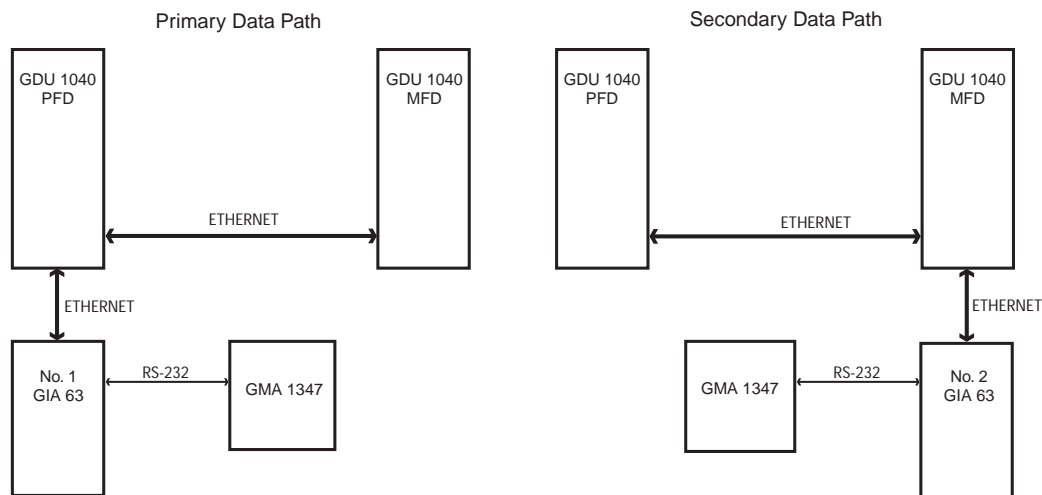 Primary Data Path
GDU 1040
PFD
GDU 1040
MFD
ETHERNET
ETHERNET
No. 1
GIA 63
RS-232
GMA 1347
Secondary Data Path
GDU 1040
PFD
GDU 1040
MFD
ETHERNET
ETHERNET
GMA 1347
RS-232
No. 2
GIA 63